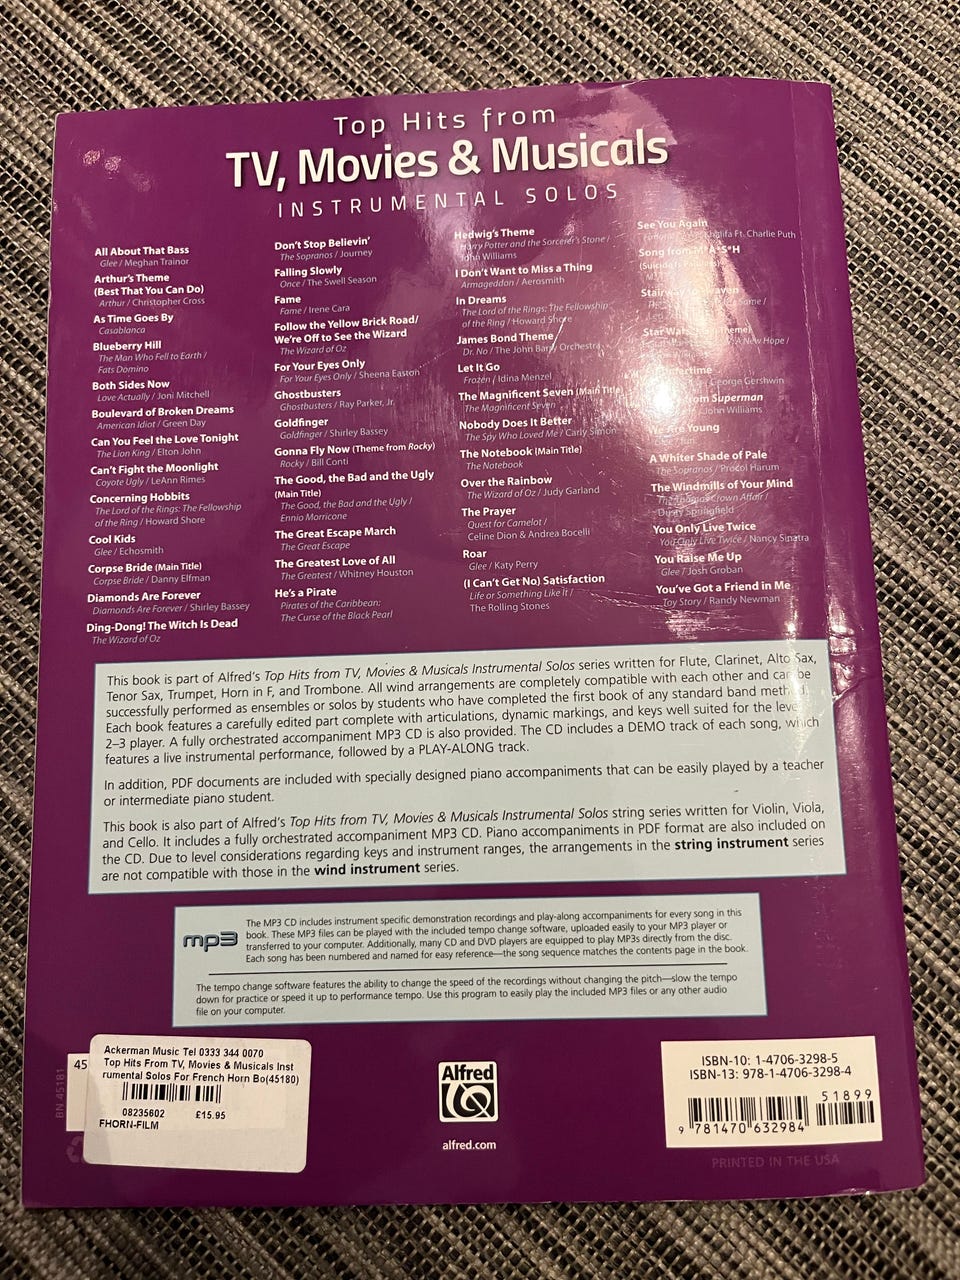 Top Hits from
TV, Movies & Musicals
INSTRUMENTAL SOLOS
All About That Bass
Glee / Meghan Trainor
Arthur's Theme
(Best That You Can Do)
Arthur / Christopher Cross
As Time Goes By
Casablanca
Blueberry Hill
The Man Who Fell to Earth /
Fats Domino
Both Sides Now
Love Actually / Joni Mitchell
Boulevard of Broken Dreams
American Idiot / Green Day
Can You Feel the Love Tonight
The Lion King / Elton John
Can't Fight the Moonlight
Coyote Ugly / LeAnn Rimes
Concerning Hobbits
The Lord of the Rings: The Fellowship
of the Ring / Howard Shore
Cool Kids
Glee / Echosmith
Corpse Bride (Main Title)
Corpse Bride / Danny Elfman
Diamonds Are Forever
Diamonds Are Forever / Shirley Bassey
Ding-Dong! The Witch Is Dead
The Wizard of Oz
Don't Stop Believin'
The Sopranos / Journey
Falling Slowly
Once / The Swell Season
Fame
Fame / Irene Cara
Follow the Yellow Brick Road/
We're Off to See the Wizard
The Wizard of Oz
For Your Eyes Only
For Your Eyes Only / Sheena Easton
Ghostbusters
Ghostbusters / Ray Parker, Jr.
Goldfinger
Goldfinger / Shirley Bassey
Gonna Fly Now (Theme from Rocky)
Rocky / Bill Conti
The Good, the Bad and the Ugly
(Main Title)
The Good, the Bad and the Ugly /
Ennio Morricone
The Great Escape March
The Great Escape
The Greatest Love of All
The Greatest / Whitney Houston
He's a Pirate
Pirates of the Caribbean:
The Curse of the Black Pearl
Hedwig's Theme
Harry Potter and the Sorcerer's Stone /
John Williams
I Don't Want to Miss a Thing
Armageddon / Aerosmith
In Dreams
The Lord of the Rings: The Fellowship
of the Ring / Howard Shore
James Bond Theme
Dr. No / The John Barry Orchestra
Let It Go
Frozen / Idina Menzel
The Magnificent Seven (Main Title)
The Magnificent Seven
Nobody Does It Better
The Spy Who Loved Me / Carly Simon
The Notebook (Main Title)
The Notebook
Over the Rainbow
The Wizard of Oz / Judy Garland
The Prayer
Quest for Camelot /
Celine Dion & Andrea Bocelli
Roar
Glee / Katy Perry
(I Can't Get No) Satisfaction
Life or Something Like It /
The Rolling Stones
See You Again
Khalifa Ft. Charlie Puth
Song from M*A*S*H
(Suicide Is Painless)
Stairway to Heaven
Star Wars
A New Hope /
George Gershwin
from Superman
John Williams
Are Young
A Whiter Shade of Pale
The Sopranos / Procol Harum
The Windmills of Your Mind
The Thomas Crown Affair /
Dusty Springfield
You Only Live Twice
You Only Live Twice / Nancy Sinatra
You Raise Me Up
Glee / Josh Groban
You've Got a Friend in Me
Toy Story / Randy Newman
This book is part of Alfred's Top Hits from TV, Movies & Musicals Instrumental Solos series written for Flute, Clarinet, Alto Sax,
Tenor Sax, Trumpet, Horn in F, and Trombone. All wind arrangements are completely compatible with each other and can be
successfully performed as ensembles or solos by students who have completed the first book of any standard band method.
Each book features a carefully edited part complete with articulations, dynamic markings, and keys well suited for the level
2–3 player. A fully orchestrated accompaniment MP3 CD is also provided. The CD includes a DEMO track of each song, which
features a live instrumental performance, followed by a PLAY-ALONG track.
In addition, PDF documents are included with specially designed piano accompaniments that can be easily played by a teacher
or intermediate piano student.
This book is also part of Alfred's Top Hits from TV, Movies & Musicals Instrumental Solos string series written for Violin, Viola,
and Cello. It includes a fully orchestrated accompaniment MP3 CD. Piano accompaniments in PDF format are also included on
the CD. Due to level considerations regarding keys and instrument ranges, the arrangements in the string instrument series
are not compatible with those in the wind instrument series.
mp3
The MP3 CD includes instrument specific demonstration recordings and play-along accompaniments for every song in this
book. These MP3 files can be played with the included tempo change software, uploaded easily to your MP3 player or
transferred to your computer. Additionally, many CD and DVD players are equipped to play MP3s directly from the disc.
Each song has been numbered and named for easy reference—the song sequence matches the contents page in the book.
The tempo change software features the ability to change the speed of the recordings without changing the pitch—slow the tempo
down for practice or speed it up to performance tempo. Use this program to easily play the included MP3 files or any other audio
file on your computer.
BN 45181
45
Ackerman Music Tel 0333 344 0070
Top Hits From TV, Movies & Musicals Inst
rumental Solos For French Horn Bo(45180)
08235602 £15.95
FHORN-FILM
Alfred
alfred.com
ISBN-10: 1-4706-3298-5
ISBN-13: 978-1-4706-3298-4
51899
9 781470 632984
PRINTED IN THE USA